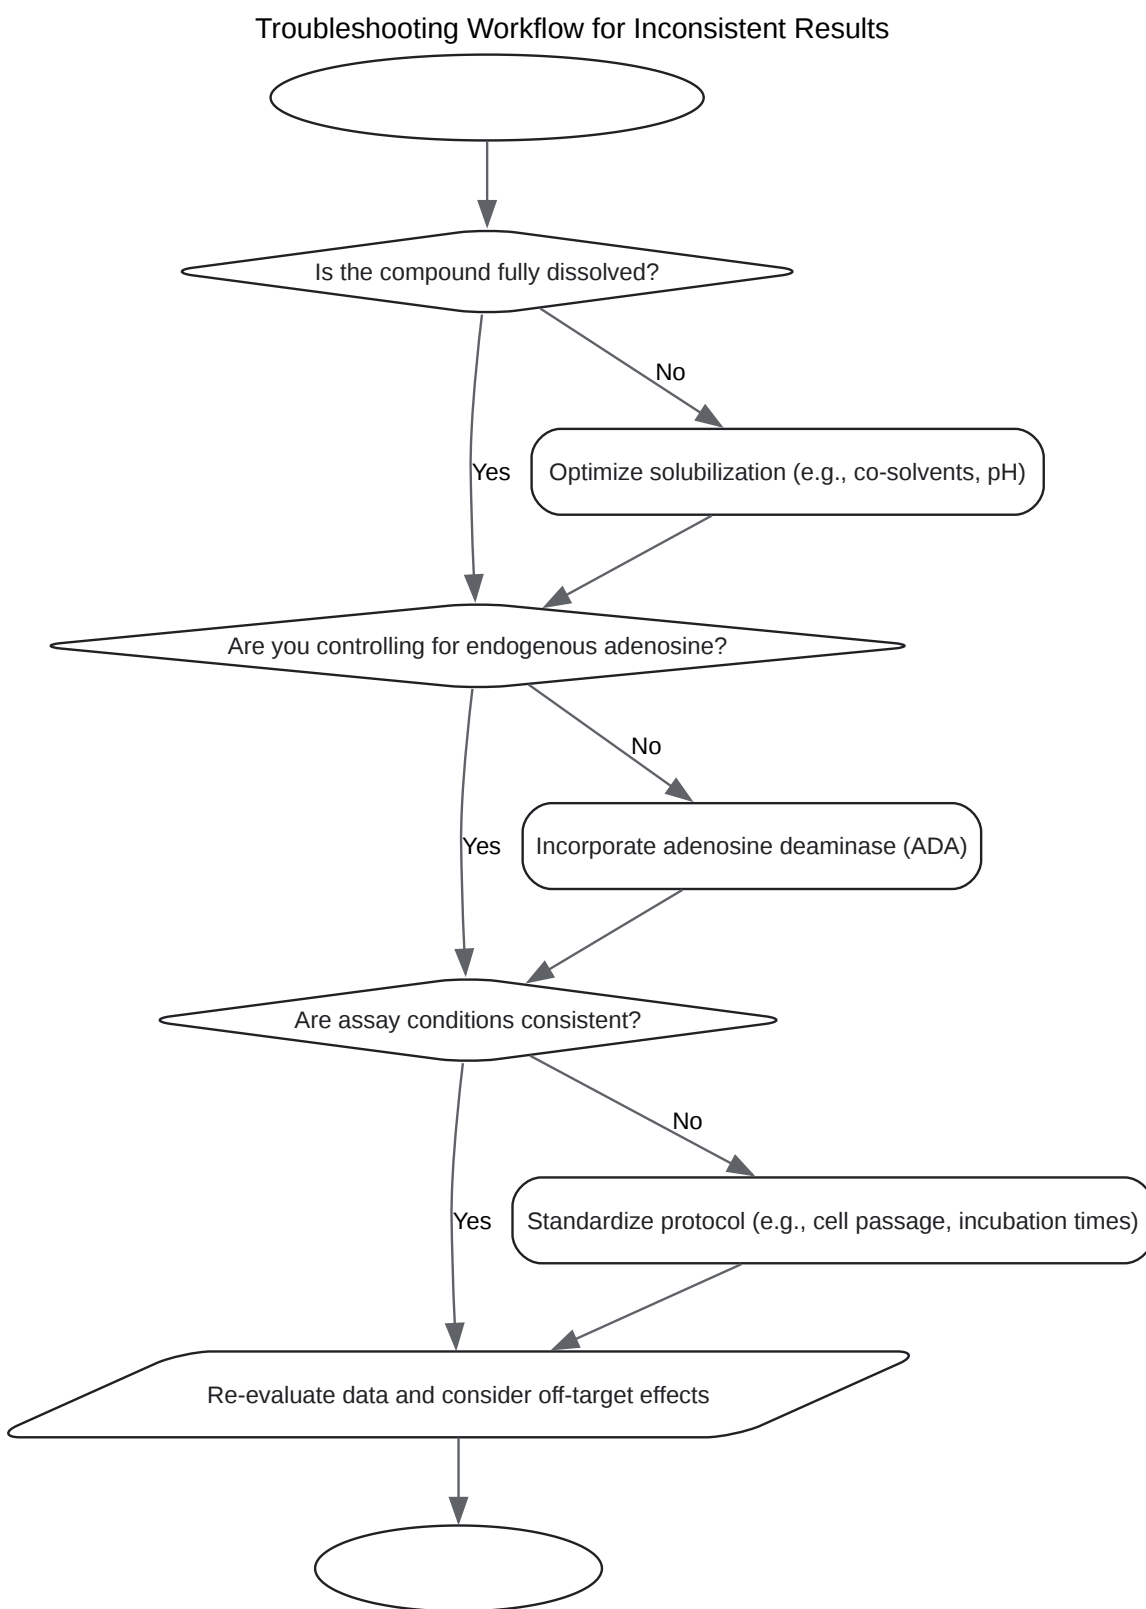 Troubleshooting Workflow for Inconsistent Results
Is the compound fully dissolved?
No
Yes
Optimize solubilization (e.g., co-solvents, pH)
Are you controlling for endogenous adenosine?
No
Yes
Incorporate adenosine deaminase (ADA)
Are assay conditions consistent?
No
Yes
Standardize protocol (e.g., cell passage, incubation times)
Re-evaluate data and consider off-target effects